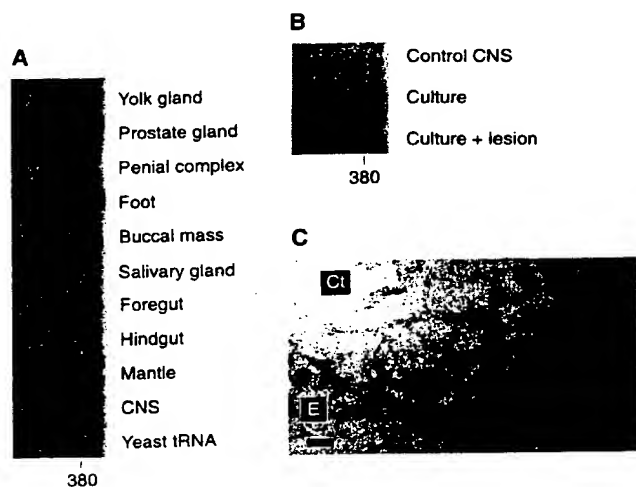 A
Yolk gland
Prostate gland
Penial complex
Foot
Buccal mass
Salivary gland
Foregut
Hindgut
Mantle
CNS
Yeast tRNA
380
B
Control CNS
Culture
Culture + lesion
380
C
Ct
E